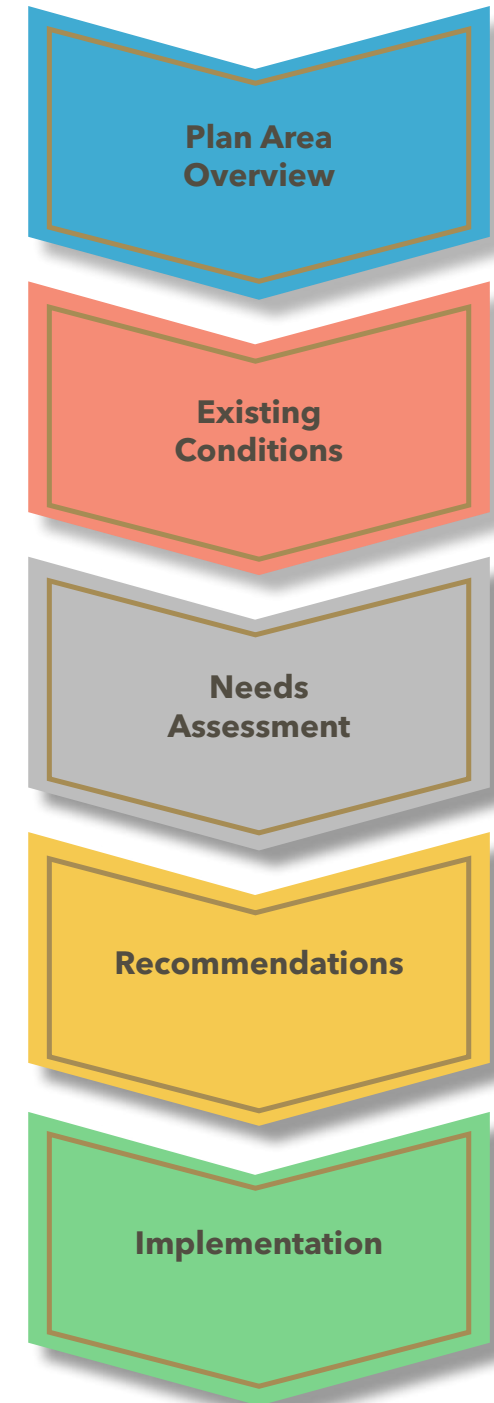 Plan Area
Overview
Existing
Conditions
Needs
Assessment
Recommendations
Implementation